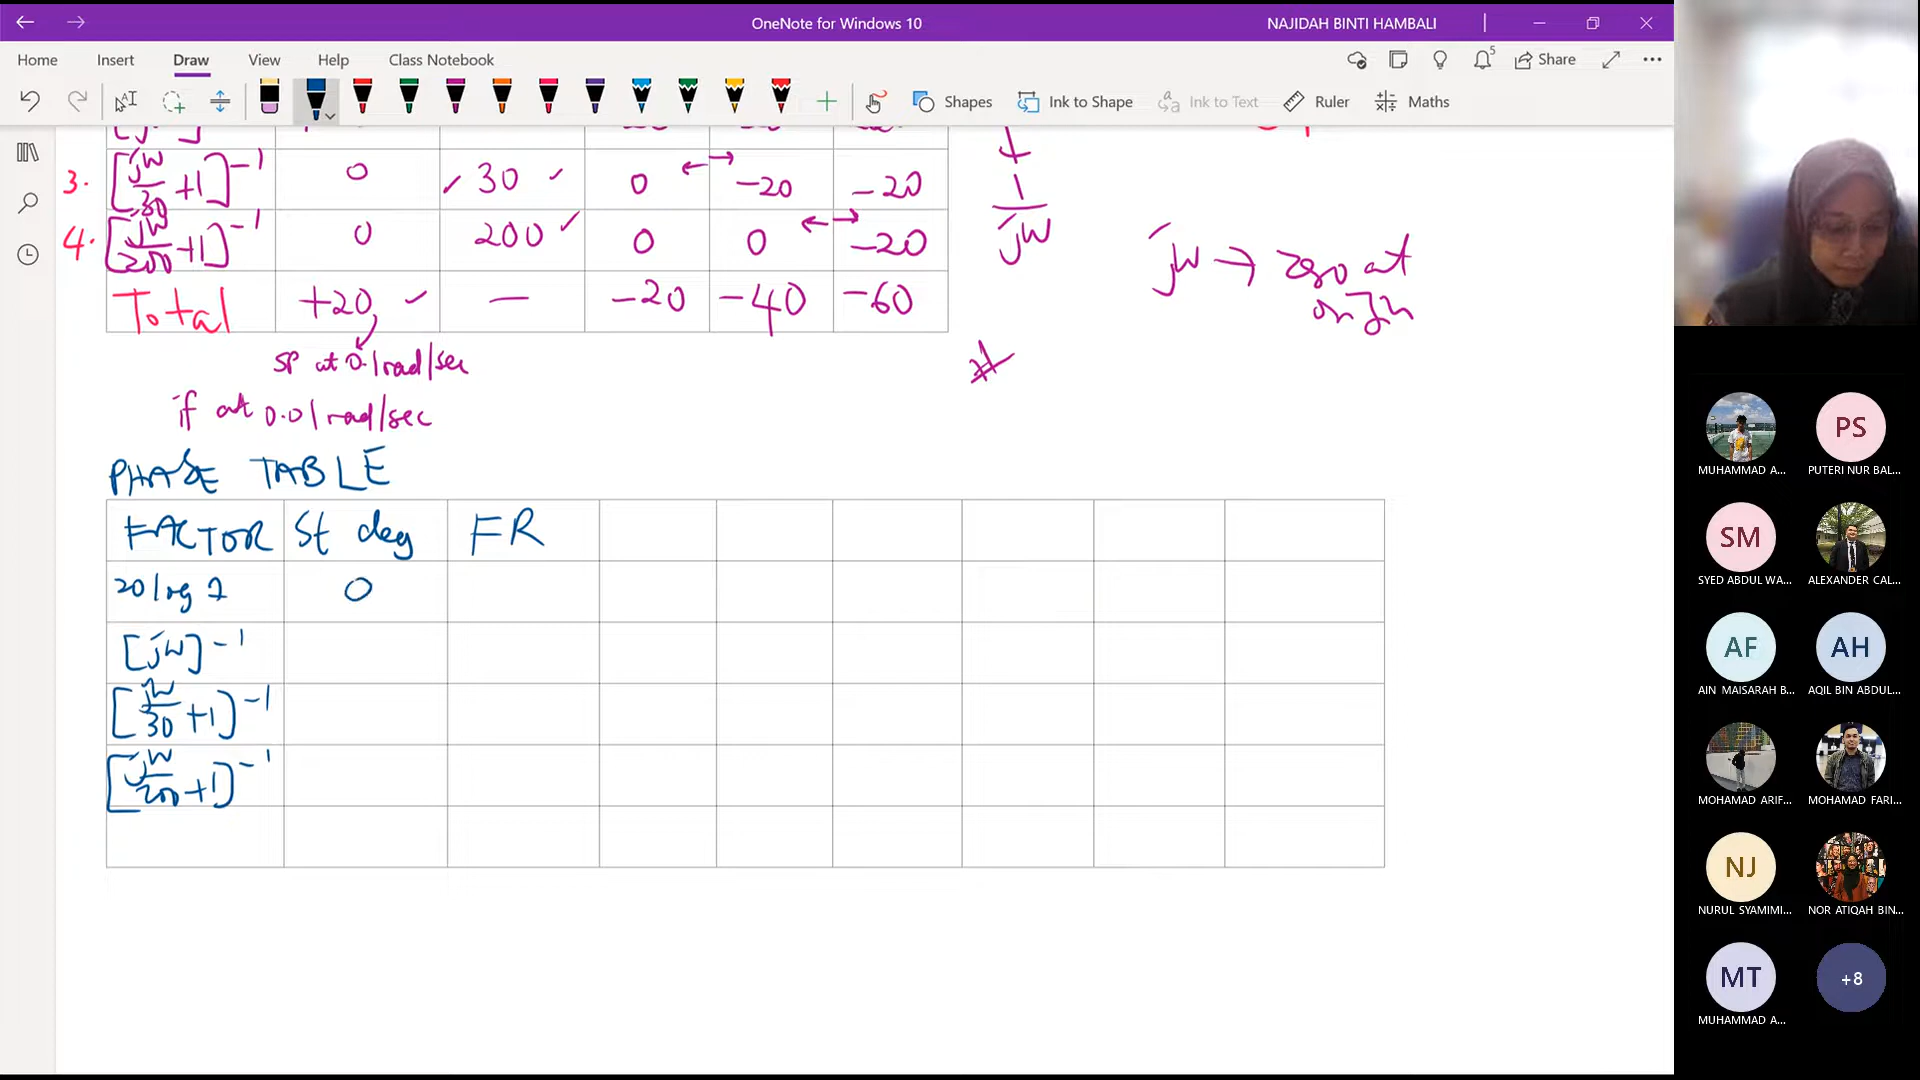 OneNote for Windows 10
NAJIDAH BINTI HAMBALI
Home Insert Draw View Help Class Notebook
5
Share
Shapes
Ink to Shape
Ink to Text
Ruler
Maths
3. [jw/30 +1]^-1 0 ✓ 30 ✓ 0 ←→ -20 -20
4. [jw/200 +1]^-1 0 200 ✓ 0 0 ←→ -20
Total +20 ✓ — -20 -40 -60
1/jw
jw → zero at
origin
SP at 0.1 rad/sec
if at 0.01 rad/sec
PHASE TABLE
FACTOR St deg FR
20 log 7 0
[jw]^-1
[jw/30 +1]^-1
[jw/200 +1]^-1
MUHAMMAD A...
PS
PUTERI NUR BAL...
SM
SYED ABDUL WA...
ALEXANDER CAL...
AF
AIN MAISARAH B...
AH
AQIL BIN ABDUL...
MOHAMAD ARIF...
MOHAMAD FARI...
NJ
NURUL SYAMIMI...
NOR ATIQAH BIN...
MT
MUHAMMAD A...
+8